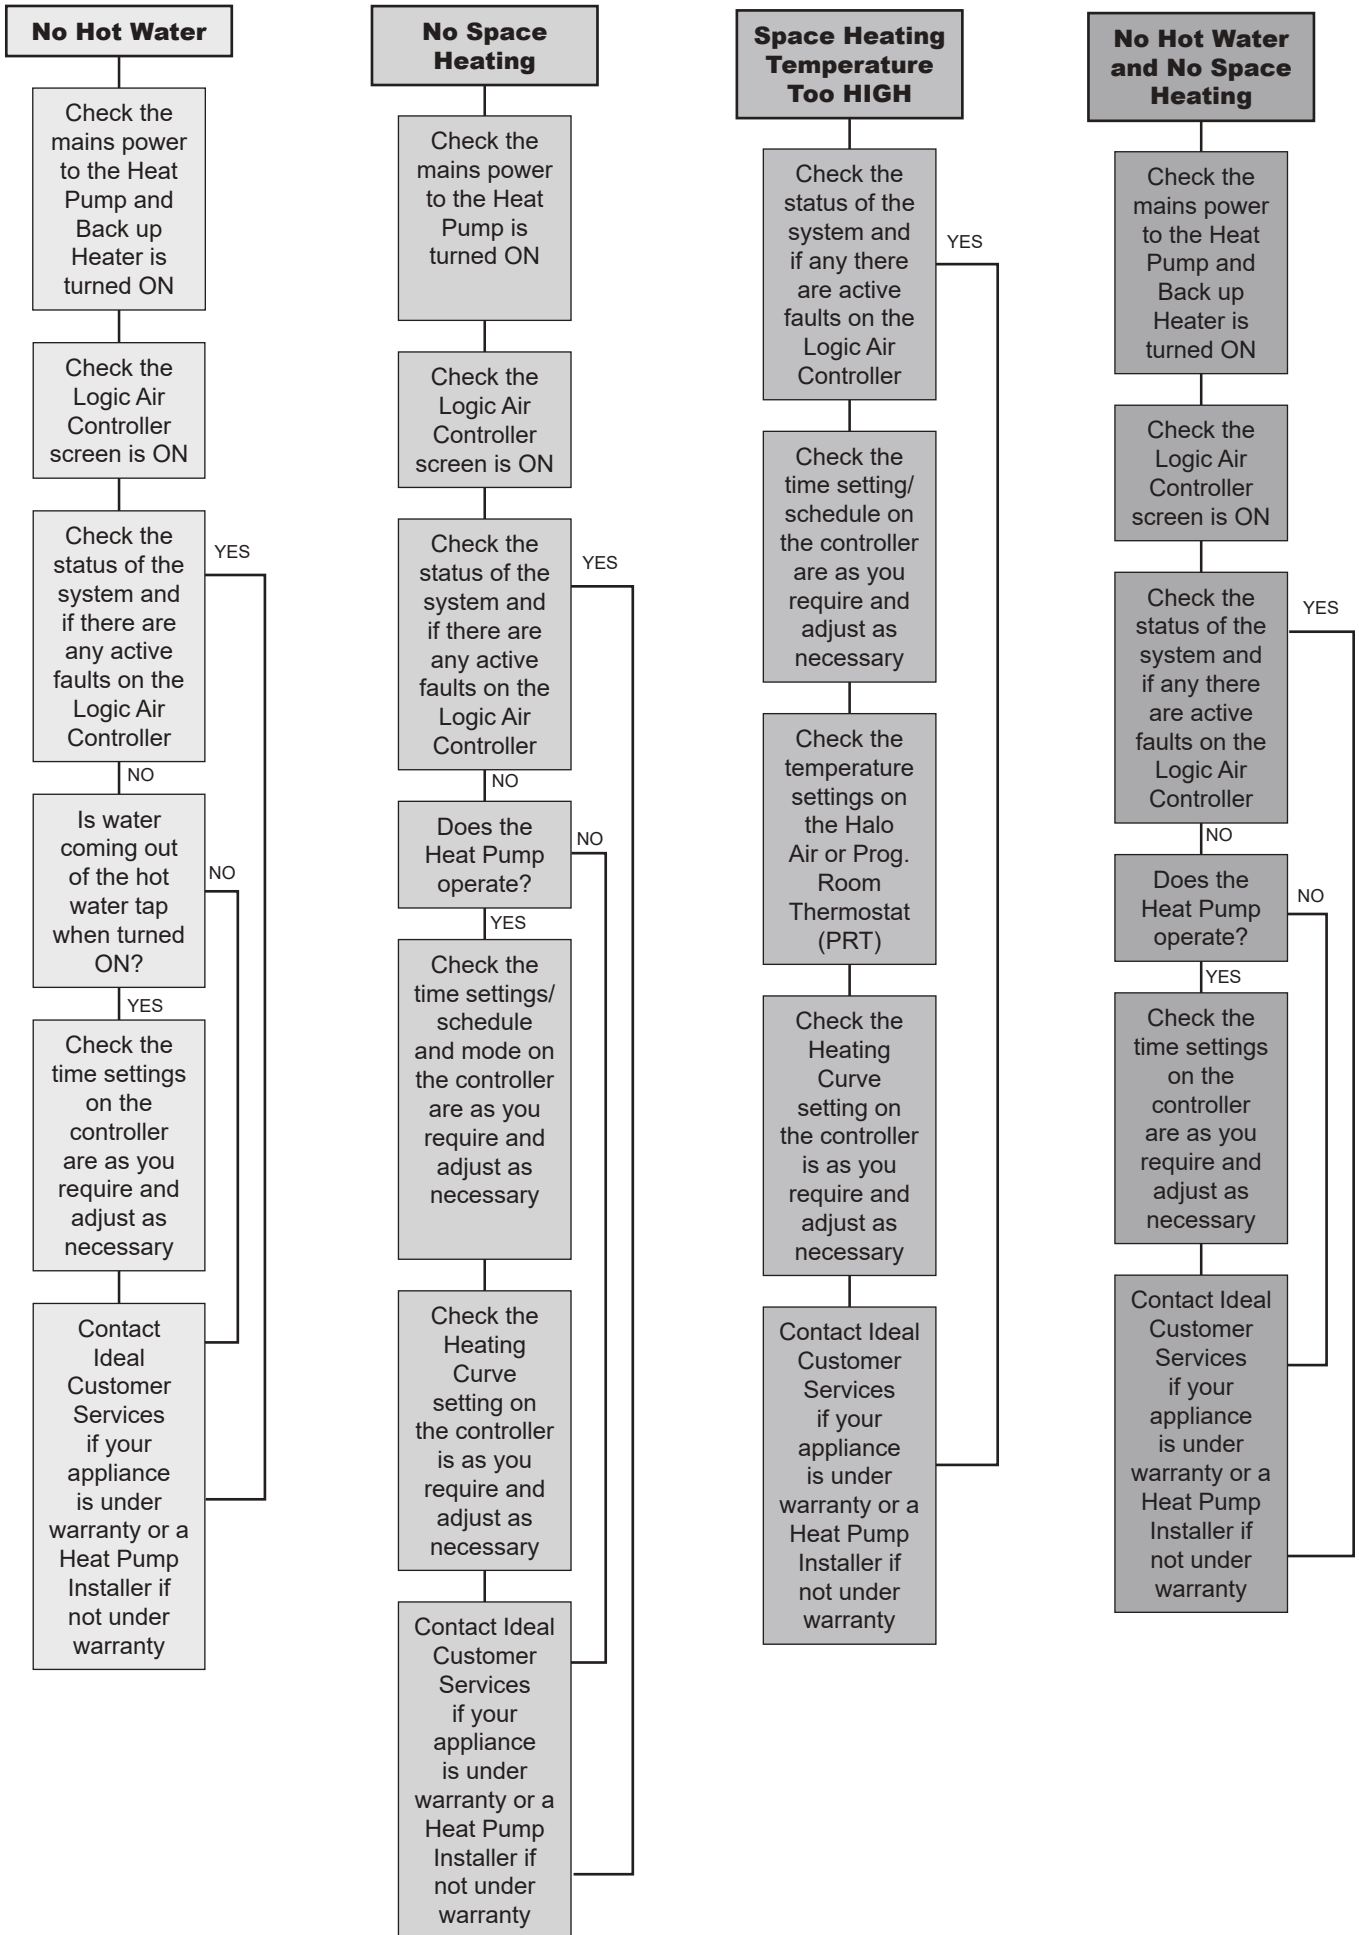 No Hot Water
Check the
mains power
to the Heat
Pump and
Back up
Heater is
turned ON
Check the
Logic Air
Controller
screen is ON
Check the
status of the
system and
if there are
any active
faults on the
Logic Air
Controller
YES
NO
Is water
coming out
of the hot
water tap
when turned
ON?
NO
YES
Check the
time settings
on the
controller
are as you
require and
adjust as
necessary
Contact
Ideal
Customer
Services
if your
appliance
is under
warranty or a
Heat Pump
Installer if
not under
warranty
No Space
Heating
Check the
mains power
to the Heat
Pump is
turned ON
Check the
Logic Air
Controller
screen is ON
Check the
status of the
system and
if there are
any active
faults on the
Logic Air
Controller
YES
NO
Does the
Heat Pump
operate?
NO
YES
Check the
time settings/
schedule
and mode on
the controller
are as you
require and
adjust as
necessary
Check the
Heating
Curve
setting on
the controller
is as you
require and
adjust as
necessary
Contact Ideal
Customer
Services
if your
appliance
is under
warranty or a
Heat Pump
Installer if
not under
warranty
Space Heating
Temperature
Too HIGH
Check the
status of the
system and
if any there
are active
faults on the
Logic Air
Controller
YES
Check the
time setting/
schedule on
the controller
are as you
require and
adjust as
necessary
Check the
temperature
settings on
the Halo
Air or Prog.
Room
Thermostat
(PRT)
Check the
Heating
Curve
setting on
the controller
is as you
require and
adjust as
necessary
Contact Ideal
Customer
Services
if your
appliance
is under
warranty or a
Heat Pump
Installer if
not under
warranty
No Hot Water
and No Space
Heating
Check the
mains power
to the Heat
Pump and
Back up
Heater is
turned ON
Check the
Logic Air
Controller
screen is ON
Check the
status of the
system and
if any there
are active
faults on the
Logic Air
Controller
YES
NO
Does the
Heat Pump
operate?
NO
YES
Check the
time settings
on the
controller
are as you
require and
adjust as
necessary
Contact Ideal
Customer
Services
if your
appliance
is under
warranty or a
Heat Pump
Installer if
not under
warranty